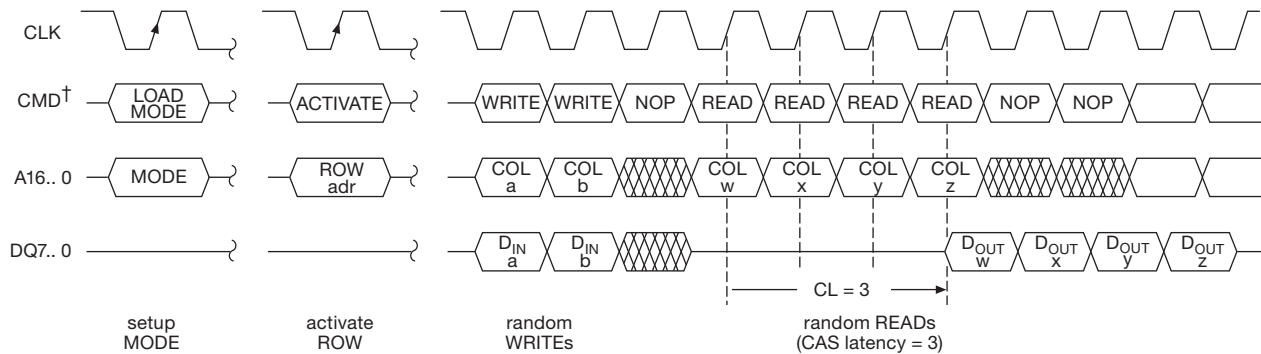 CLK
CMD† LOAD MODE ACTIVATE WRITE WRITE NOP READ READ READ READ NOP NOP
A16.. 0 MODE ROW adr COL a COL b COL w COL x COL y COL z
DQ7.. 0 DIN a DIN b DOUT w DOUT x DOUT y DOUT z
CL = 3
setup activate random random READs
MODE ROW WRITEs (CAS latency = 3)